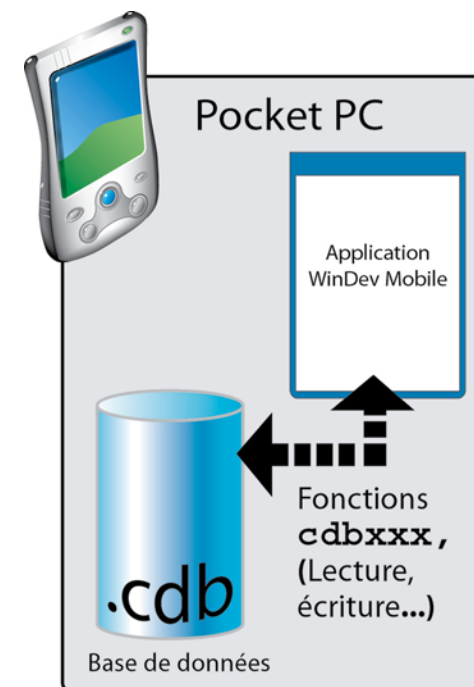 Pocket PC
Application
WinDev Mobile
Fonctions
cdbxxx,
(Lecture,
écriture...)
.cdb
Base de données